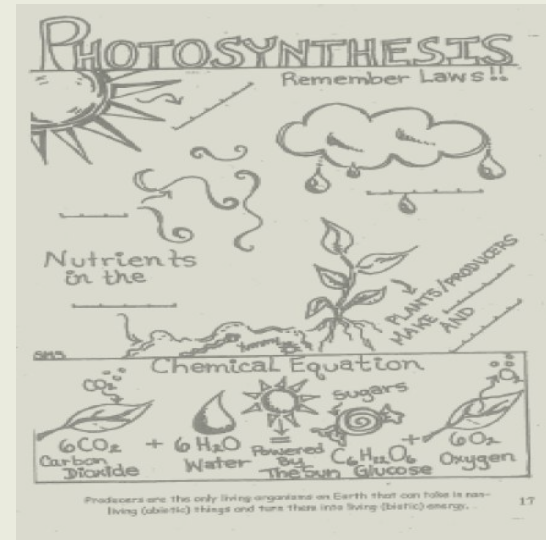 PHOTOSYNTHESIS
Remember Laws!!
Nutrients
in the
PLANTS/PRODUCERS
MAKE
AND
SMS
Chemical Equation
CO₂
sugars
O₂
6CO₂ + 6H₂O = C₆H₁₂O₆ + 6O₂
Carbon Dioxide
Water
Powered By The Sun
Glucose
Oxygen
Producers are the only living organisms on Earth that can take in non-
living (abiotic) things and turn them into living (biotic) energy.
17